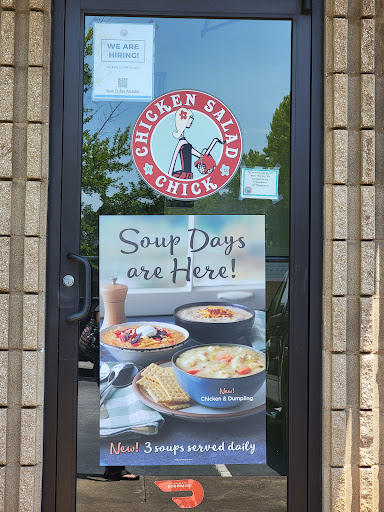 WE ARE
HIRING!
CHICKEN SALAD
CHICK
Soup Days
are Here!
New!
Chicken & Dumpling
New! 3 soups served daily